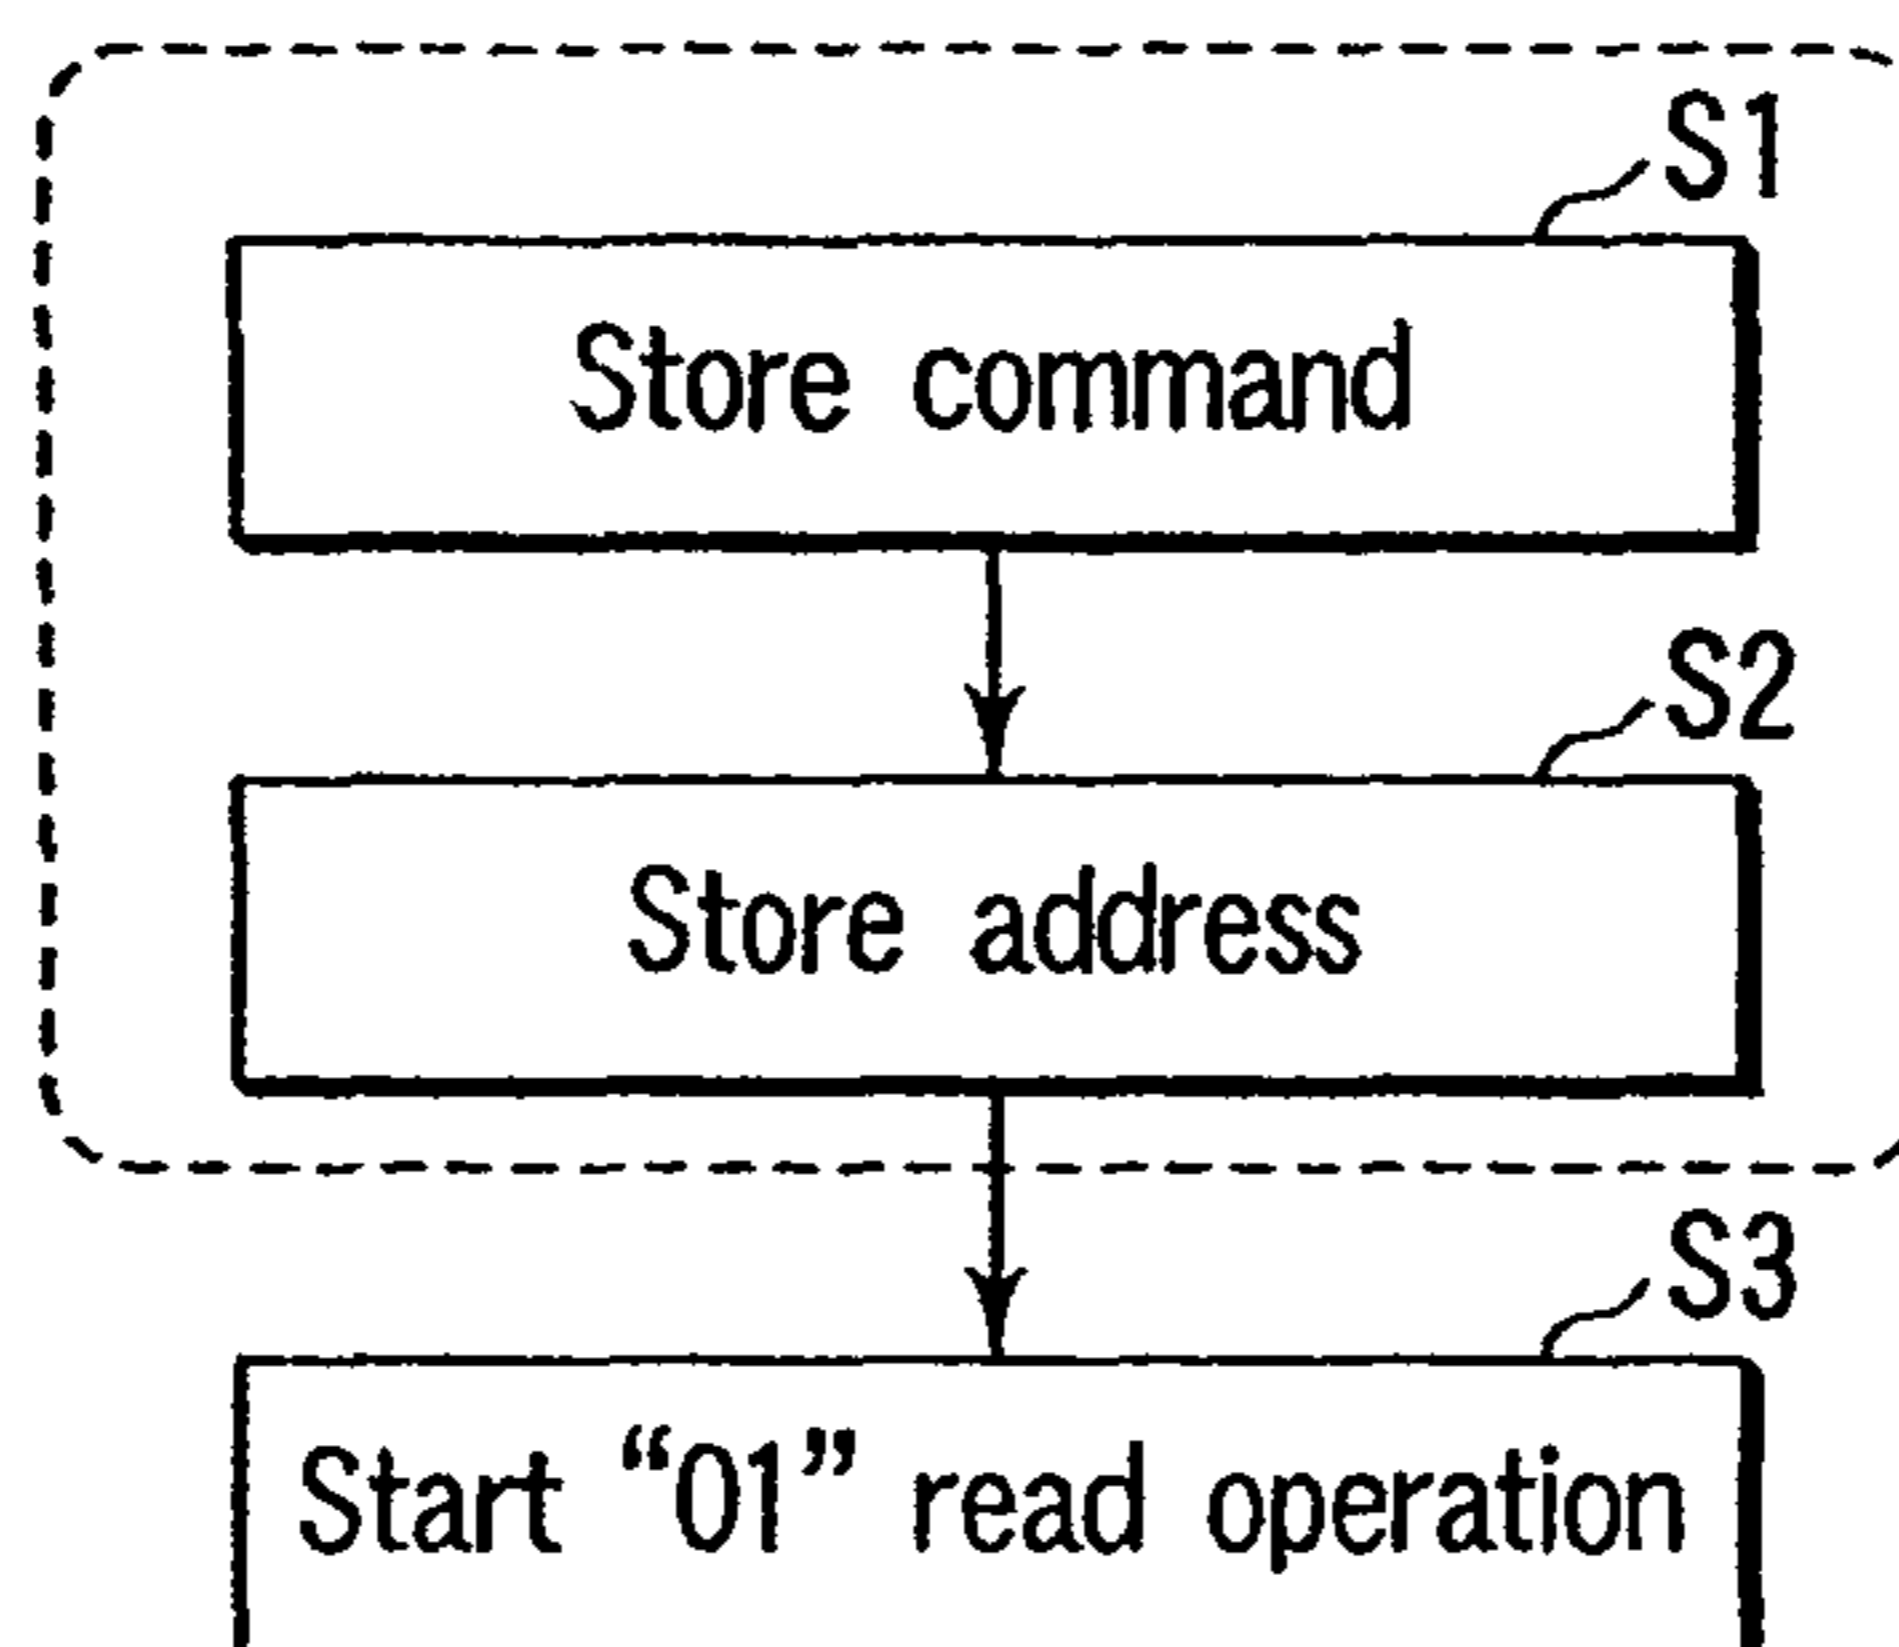 S1
Store command
S2
Store address
S3
Start “01” read operation